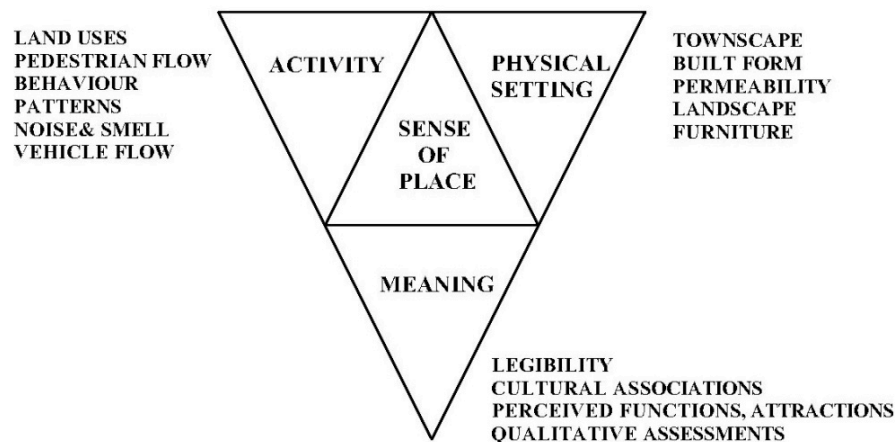 LAND USES
PEDESTRIAN FLOW
BEHAVIOUR
PATTERNS
NOISE& SMELL
VEHICLE FLOW
ACTIVITY
PHYSICAL
SETTING
TOWNSCAPE
BUILT FORM
PERMEABILITY
LANDSCAPE
FURNITURE
SENSE
OF
PLACE
MEANING
LEGIBILITY
CULTURAL ASSOCIATIONS
PERCEIVED FUNCTIONS, ATTRACTIONS
QUALITATIVE ASSESSMENTS